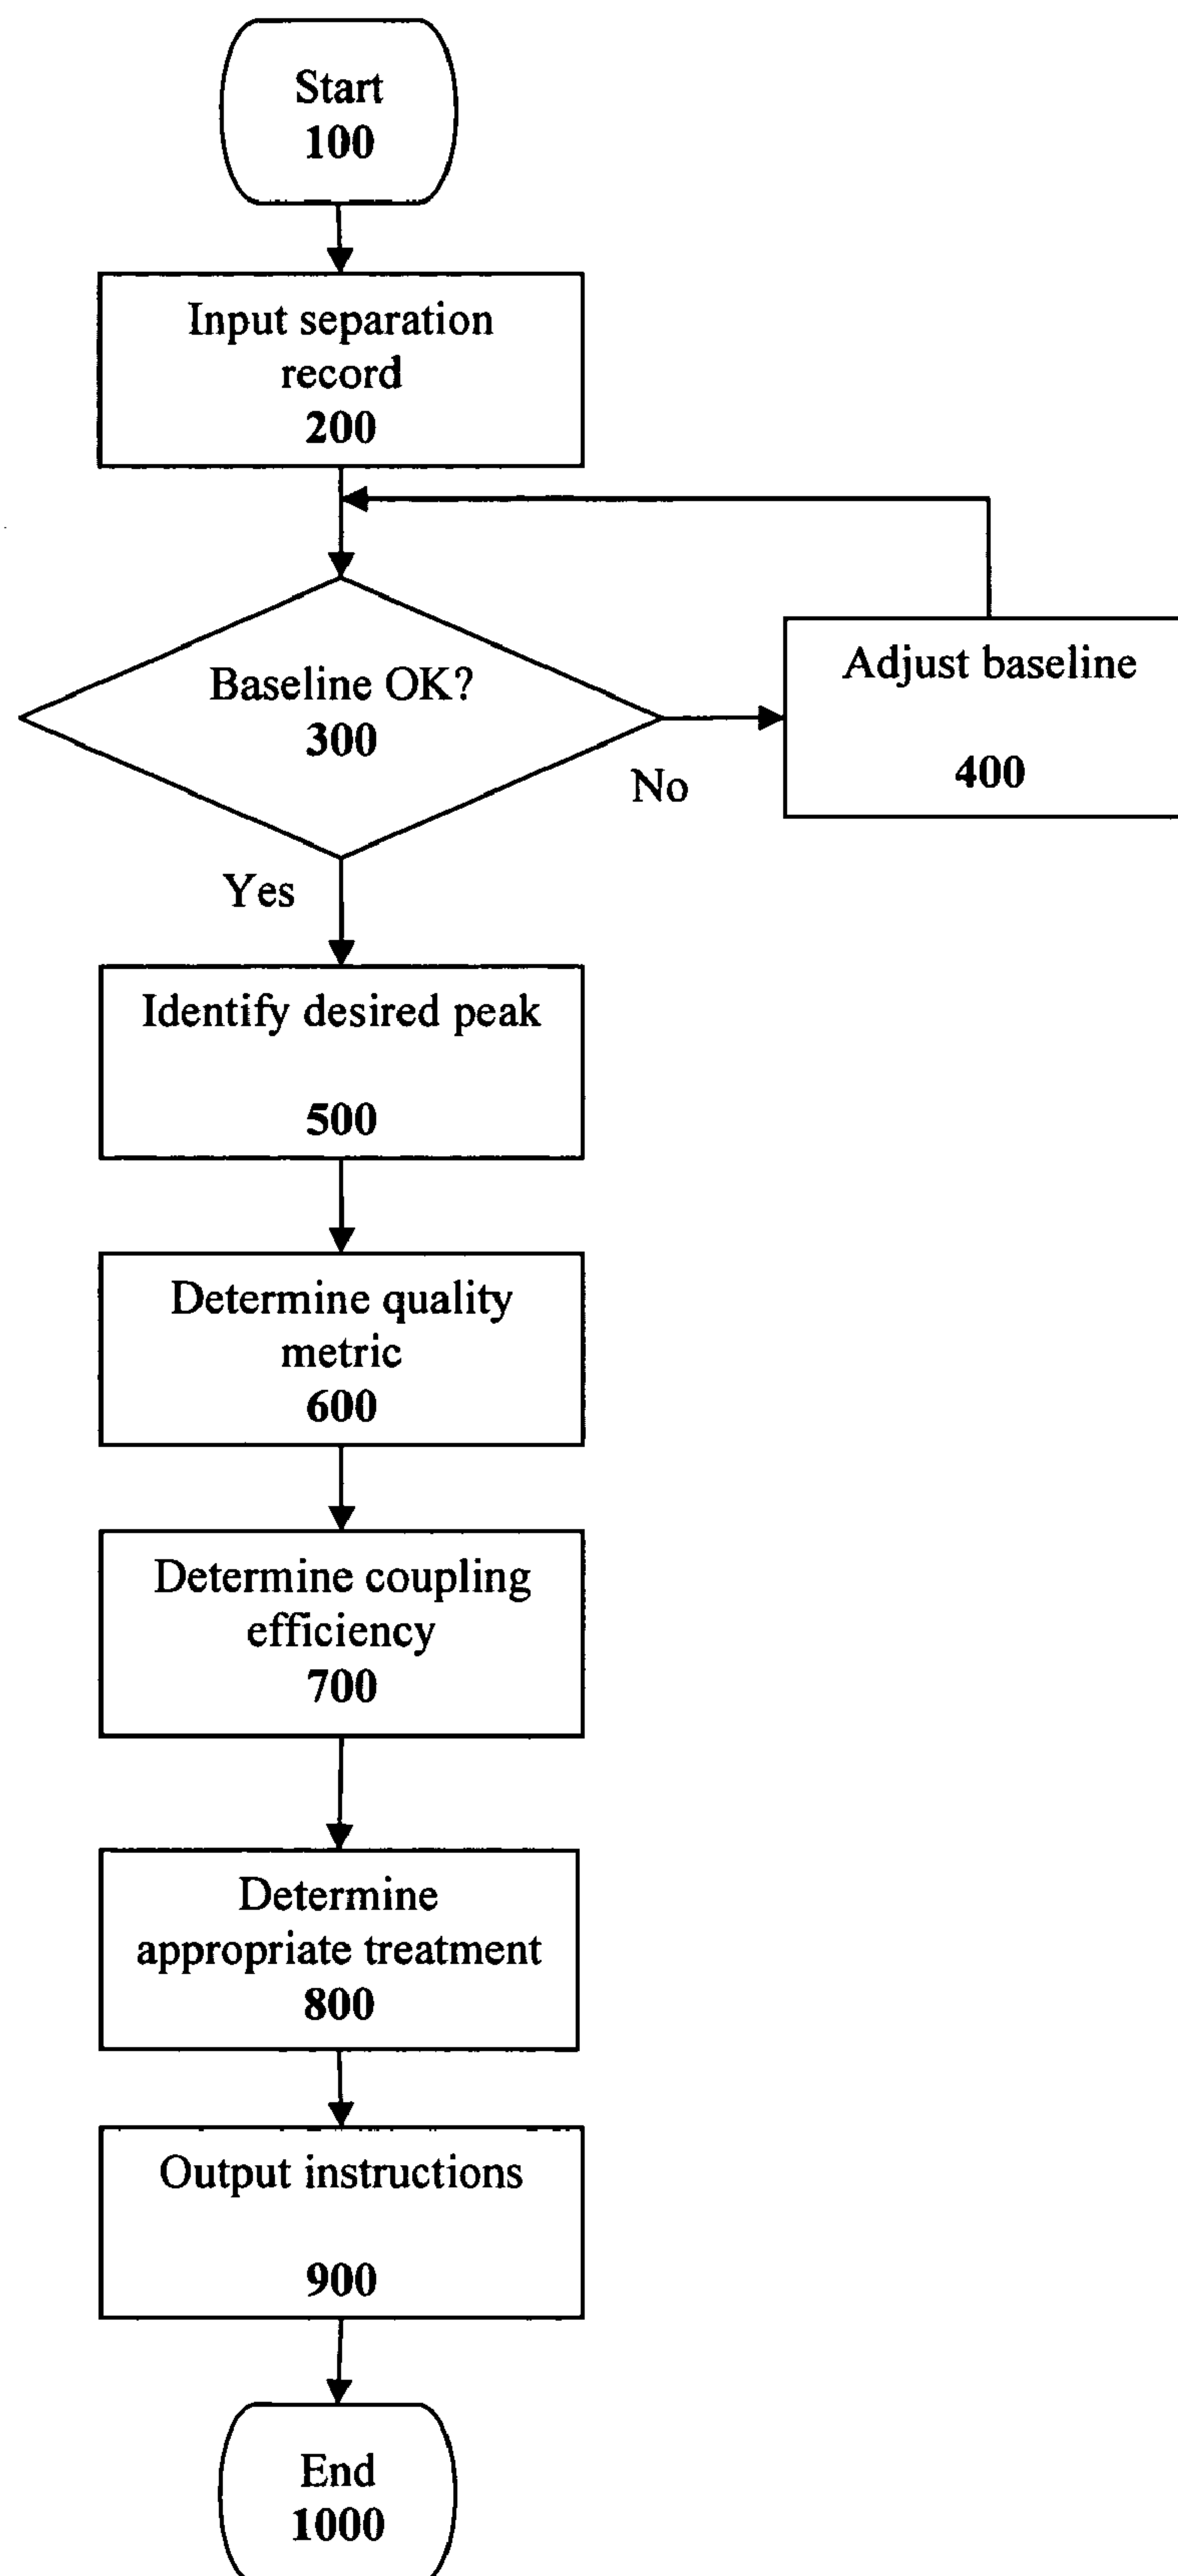 Start
100
Input separation
record
200
Baseline OK?
300
No
Adjust baseline
400
Yes
Identify desired peak
500
Determine quality
metric
600
Determine coupling
efficiency
700
Determine
appropriate treatment
800
Output instructions
900
End
1000